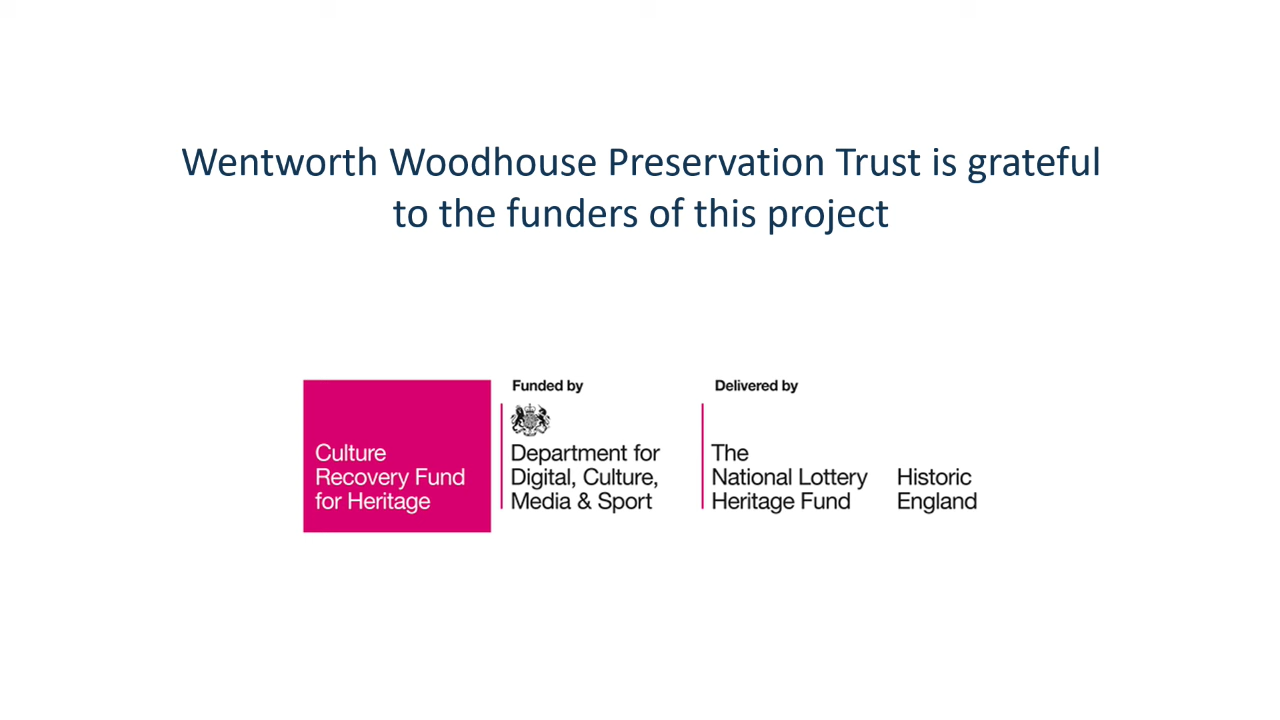 Wentworth Woodhouse Preservation Trust is grateful
to the funders of this project
Culture
Recovery Fund
for Heritage
Funded by
Department for
Digital, Culture,
Media & Sport
Delivered by
The
National Lottery
Heritage Fund
Historic
England